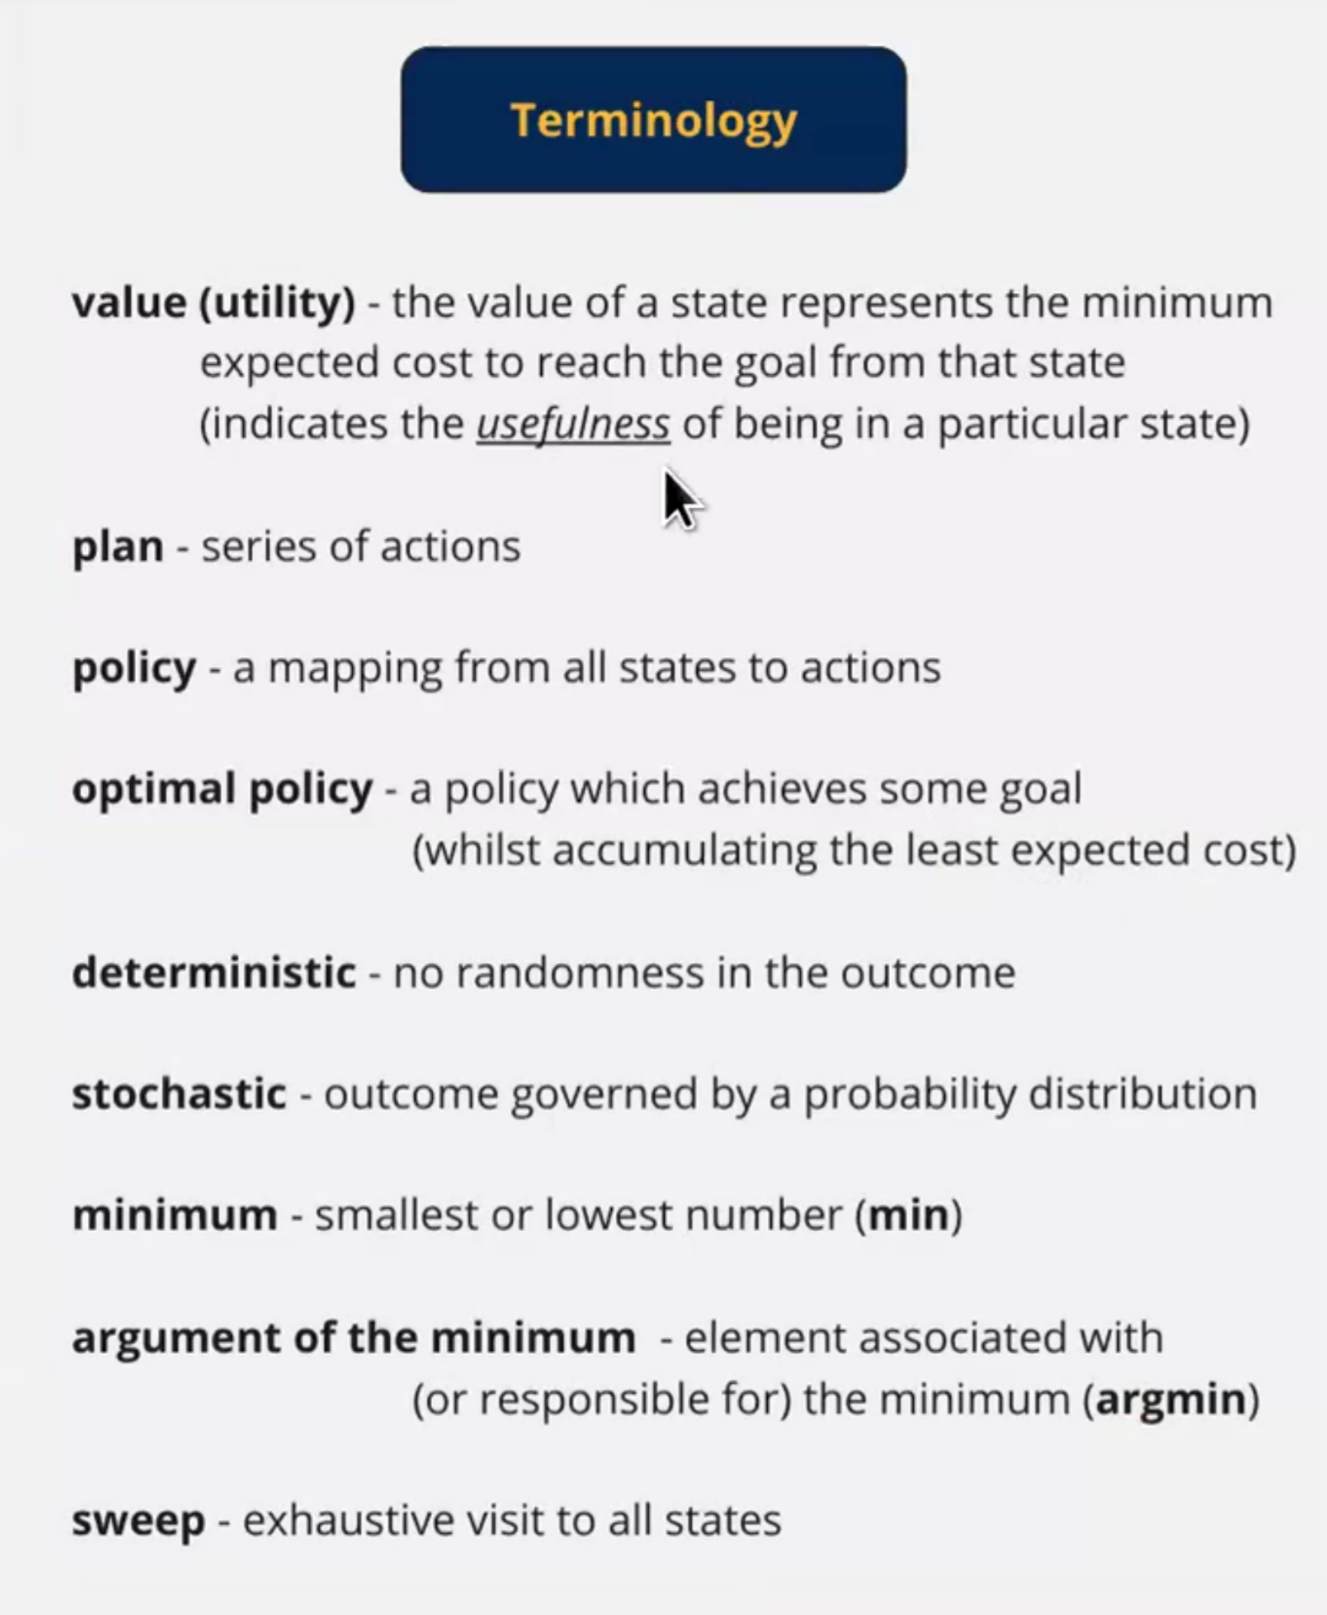 Terminology
value (utility) - the value of a state represents the minimum
expected cost to reach the goal from that state
(indicates the usefulness of being in a particular state)
plan - series of actions
policy - a mapping from all states to actions
optimal policy - a policy which achieves some goal
(whilst accumulating the least expected cost)
deterministic - no randomness in the outcome
stochastic - outcome governed by a probability distribution
minimum - smallest or lowest number (min)
argument of the minimum - element associated with
(or responsible for) the minimum (argmin)
sweep - exhaustive visit to all states